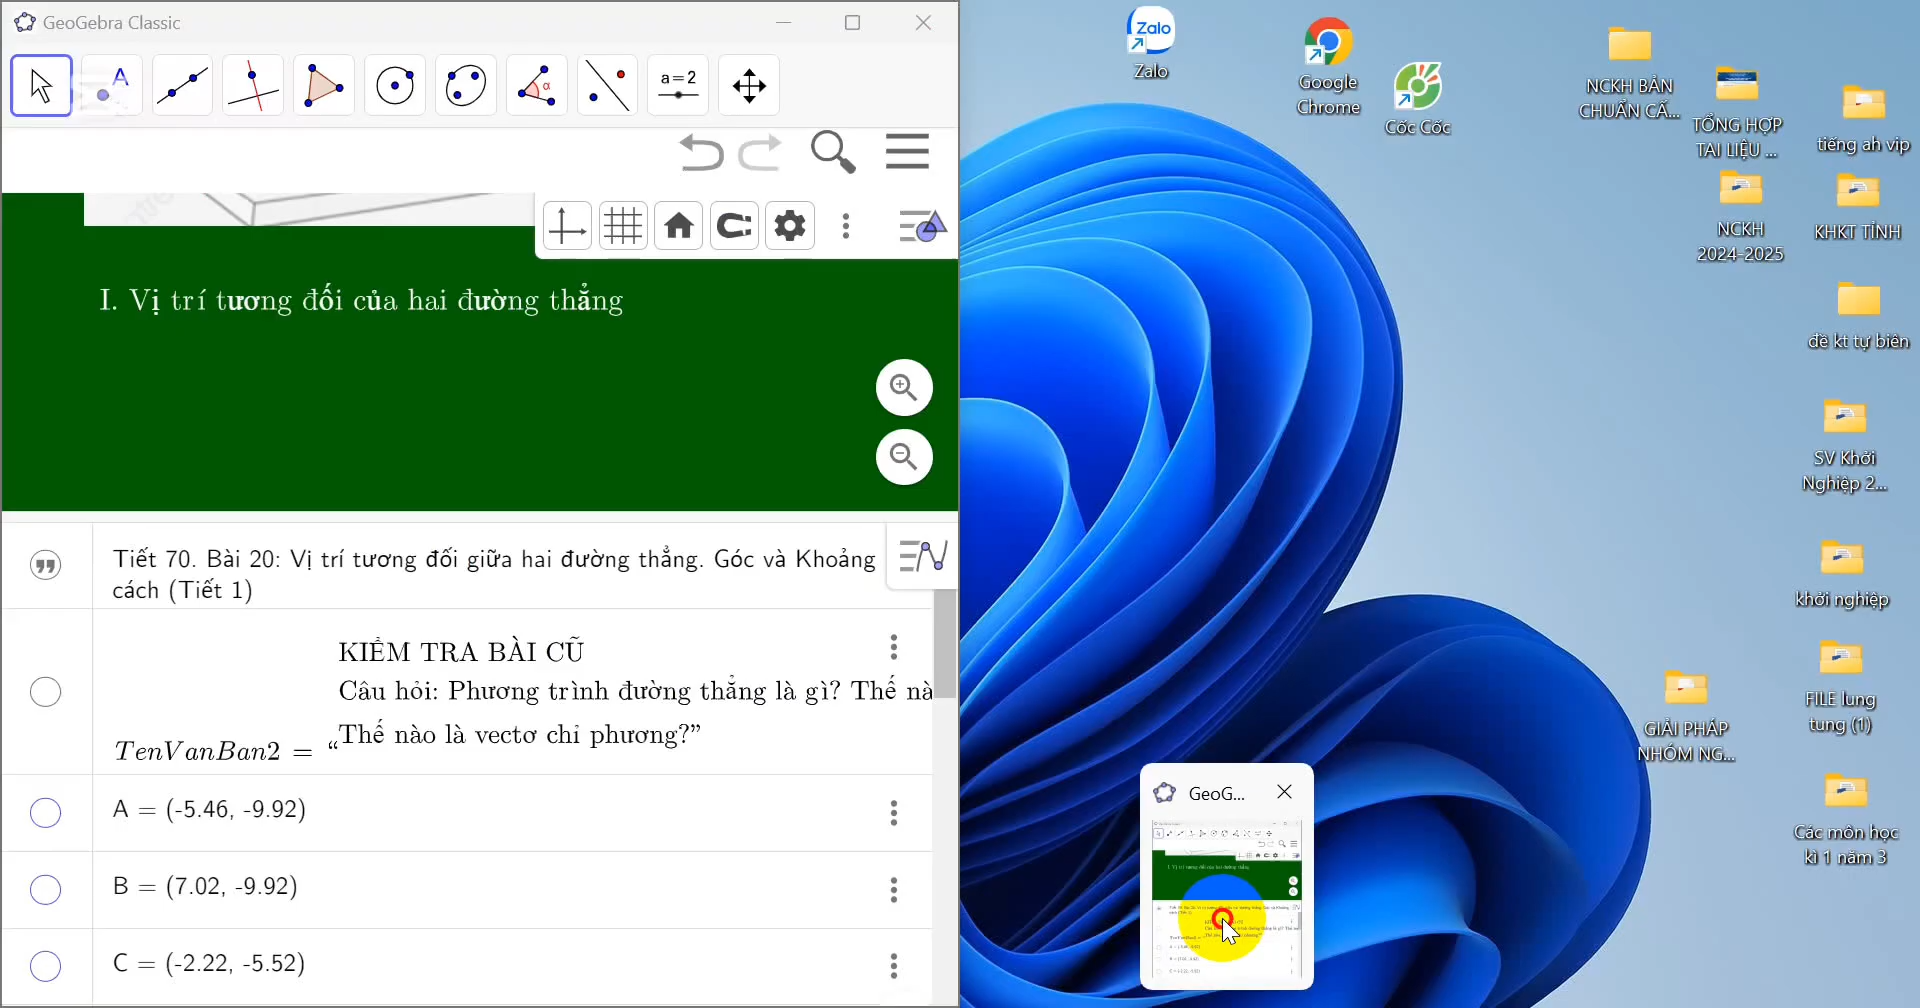 GeoGebra Classic
A
α
a=2
I. Vị trí tương đối của hai đường thẳng
Tiết 70. Bài 20: Vị trí tương đối giữa hai đường thẳng. Góc và Khoảng
cách (Tiết 1)
KIỂM TRA BÀI CŨ
Câu hỏi: Phương trình đường thẳng là gì? Thế nà
Thế nào là vectơ chỉ phương?”
TenVanBan2 = “
A = (-5.46, -9.92)
B = (7.02, -9.92)
C = (-2.22, -5.52)
Zalo
Zalo
Google
Chrome
Cốc Cốc
NCKH BẢN
CHUẨN CẤ...
TỔNG HỢP
TAI LIỆU ...
tiếng ah vip
NCKH
2024-2025
KHKT TỈNH
đề kt tự biên
SV Khởi
Nghiệp 2...
khởi nghiệp
GIẢI PHÁP
NHÓM NG...
FILE lung
tung (1)
Các môn học
kì 1 năm 3
GeoG...